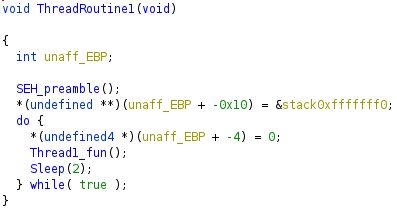 void ThreadRoutine1(void)
{
int unaff_EBP;
SEH_preamble();
*(undefined **)(unaff_EBP + -0x10) = &stack0xfffffff0;
do {
*(undefined4 *)(unaff_EBP + -4) = 0;
Thread1_fun();
Sleep(2);
} while( true );
}